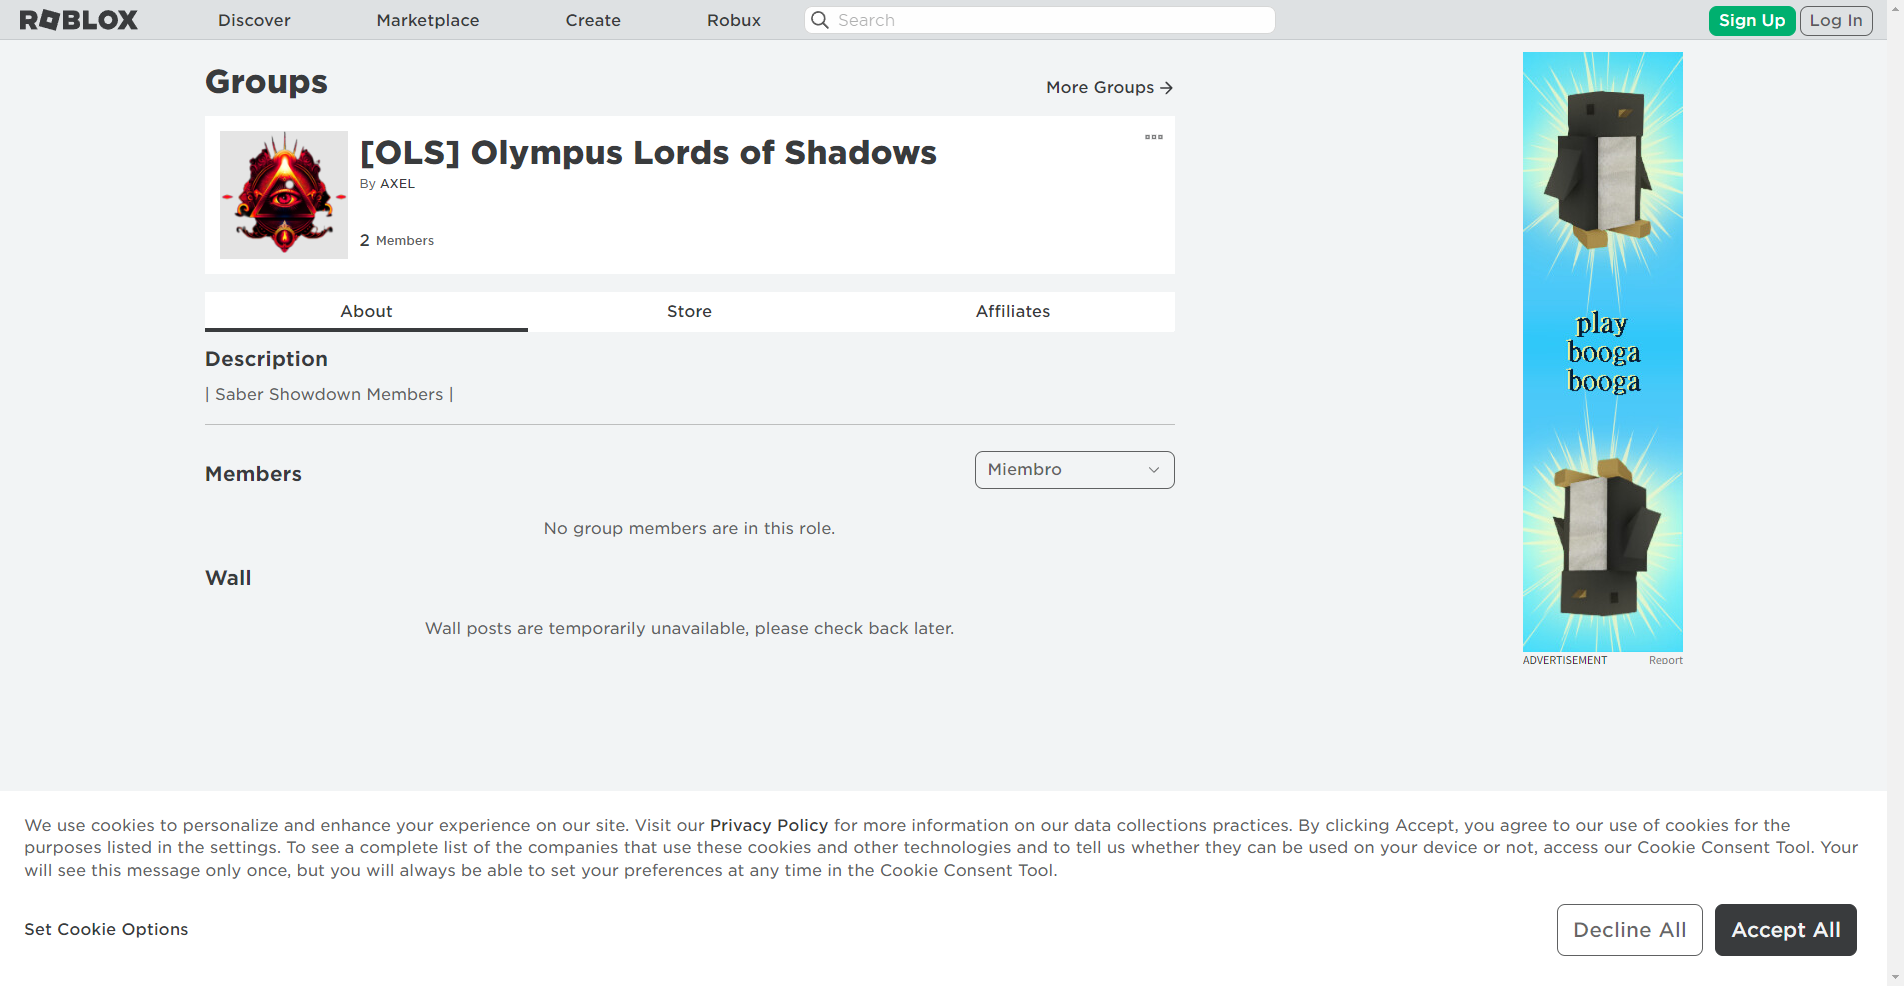 ROBLOX Discover Marketplace Create Robux Search Sign Up Log In
Groups
More Groups →
[OLS] Olympus Lords of Shadows
By AXEL
2 Members
About Store Affiliates
Description
| Saber Showdown Members |
Members
Miembro
No group members are in this role.
Wall
Wall posts are temporarily unavailable, please check back later.
play
booga
booga
ADVERTISEMENT Report
We use cookies to personalize and enhance your experience on our site. Visit our Privacy Policy for more information on our data collections practices. By clicking Accept, you agree to our use of cookies for the
purposes listed in the settings. To see a complete list of the companies that use these cookies and other technologies and to tell us whether they can be used on your device or not, access our Cookie Consent Tool. Your
will see this message only once, but you will always be able to set your preferences at any time in the Cookie Consent Tool.
Set Cookie Options
Decline All
Accept All